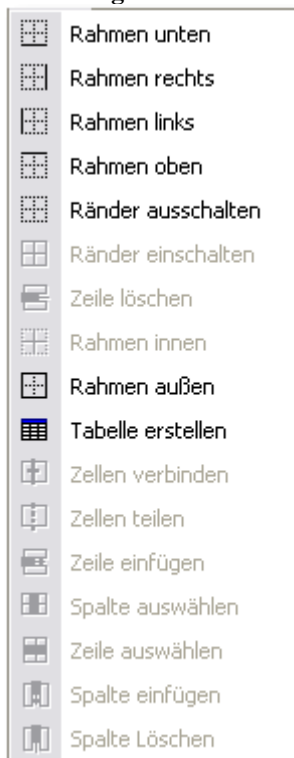 Rahmen unten
Rahmen rechts
Rahmen links
Rahmen oben
Ränder ausschalten
Ränder einschalten
Zeile löschen
Rahmen innen
Rahmen außen
Tabelle erstellen
Zellen verbinden
Zellen teilen
Zeile einfügen
Spalte auswählen
Zeile auswählen
Spalte einfügen
Spalte Löschen